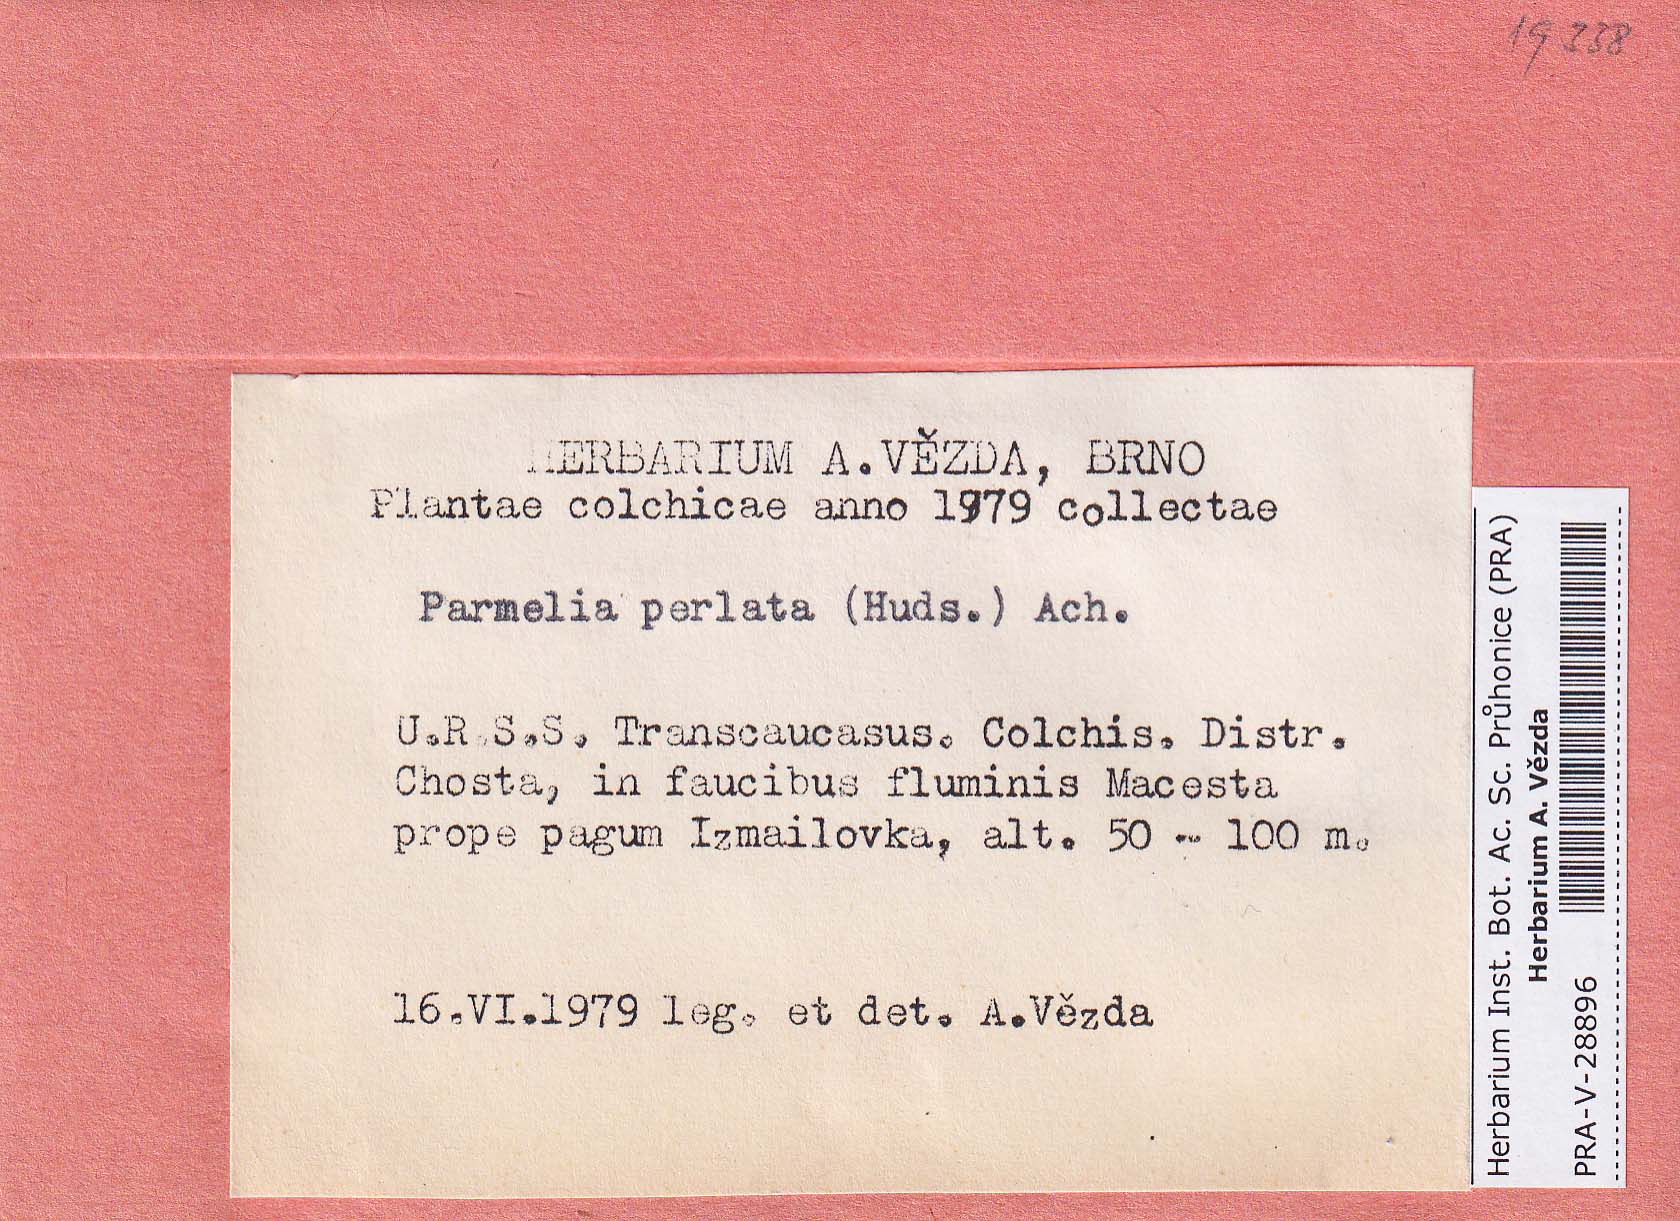 19338
HERBARIUM A.VĚZDA, BRNO
Plantae colchicae anno 1979 collectae
Parmelia perlata (Huds.) Ach.
U.R.S.S. Transcaucasus. Colchis. Distr.
Chosta, in faucibus fluminis Macesta
prope pagum Izmailovka, alt. 50 - 100 m.
16.VI.1979 leg. et det. A.Vězda
Herbarium Inst. Bot. Ac. Sc. Průhonice (PRA)
Herbarium A. Vězda
PRA-V-28896